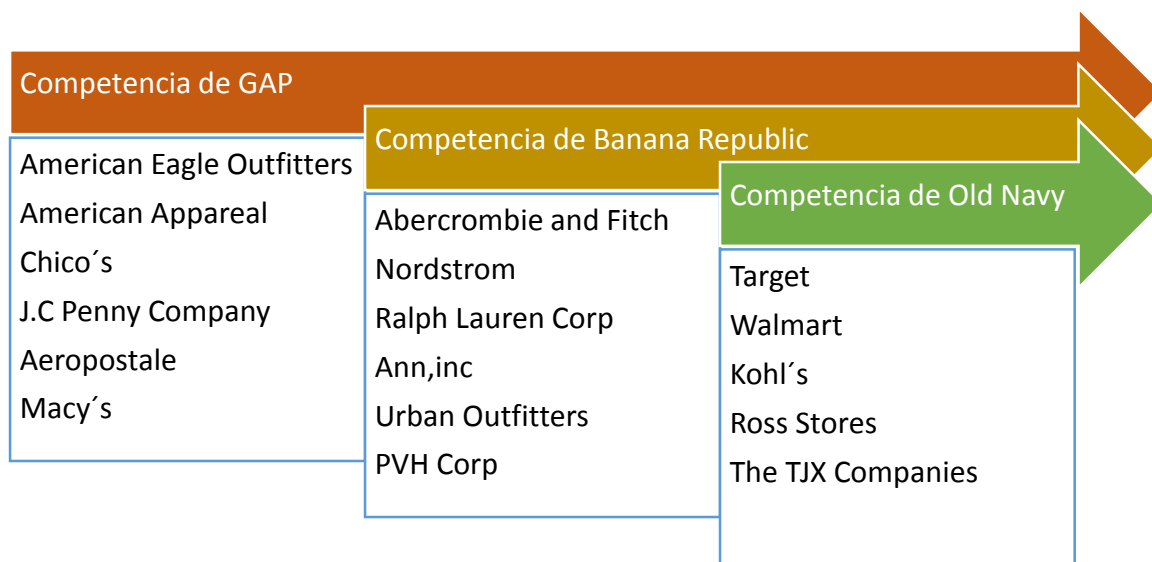 Competencia de GAP
American Eagle Outfitters
American Appareal
Chico´s
J.C Penny Company
Aeropostale
Macy´s
Competencia de Banana Republic
Abercrombie and Fitch
Nordstrom
Ralph Lauren Corp
Ann,inc
Urban Outfitters
PVH Corp
Competencia de Old Navy
Target
Walmart
Kohl´s
Ross Stores
The TJX Companies